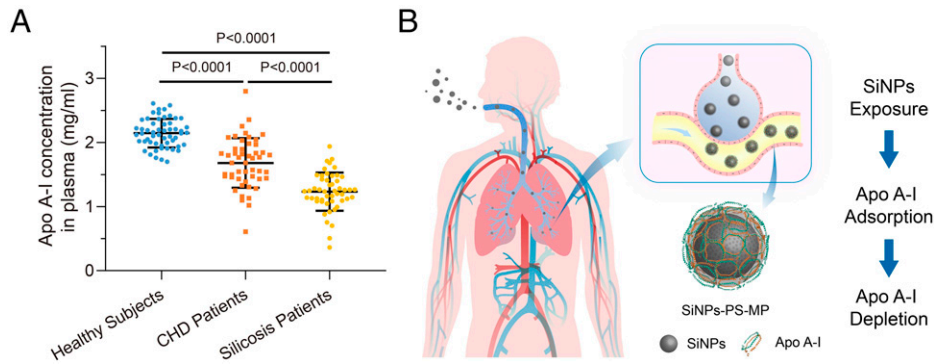 A
P<0.0001
P<0.0001
P<0.0001
Apo A-I concentration
in plasma (mg/ml)
3
2
1
0
Healthy Subjects
CHD Patients
Silicosis Patients
B
SiNPs-PS-MP
SiNPs
Apo A-I
SiNPs
Exposure
Apo A-I
Adsorption
Apo A-I
Depletion